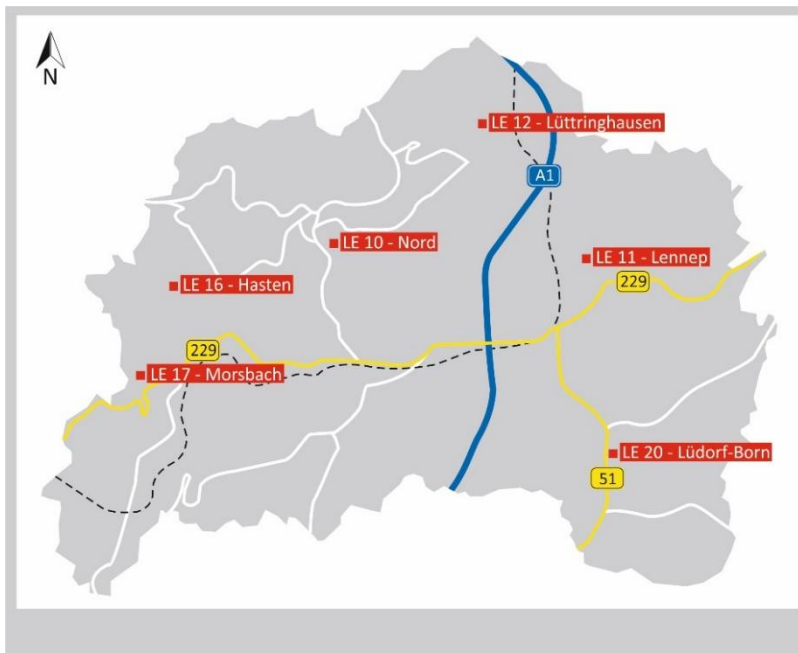 N
LE 12 - Lüttringhausen
A1
LE 10 - Nord
LE 11 - Lennep
229
LE 16 - Hasten
229
LE 17 - Morsbach
LE 20 - Lüdorf-Born
51